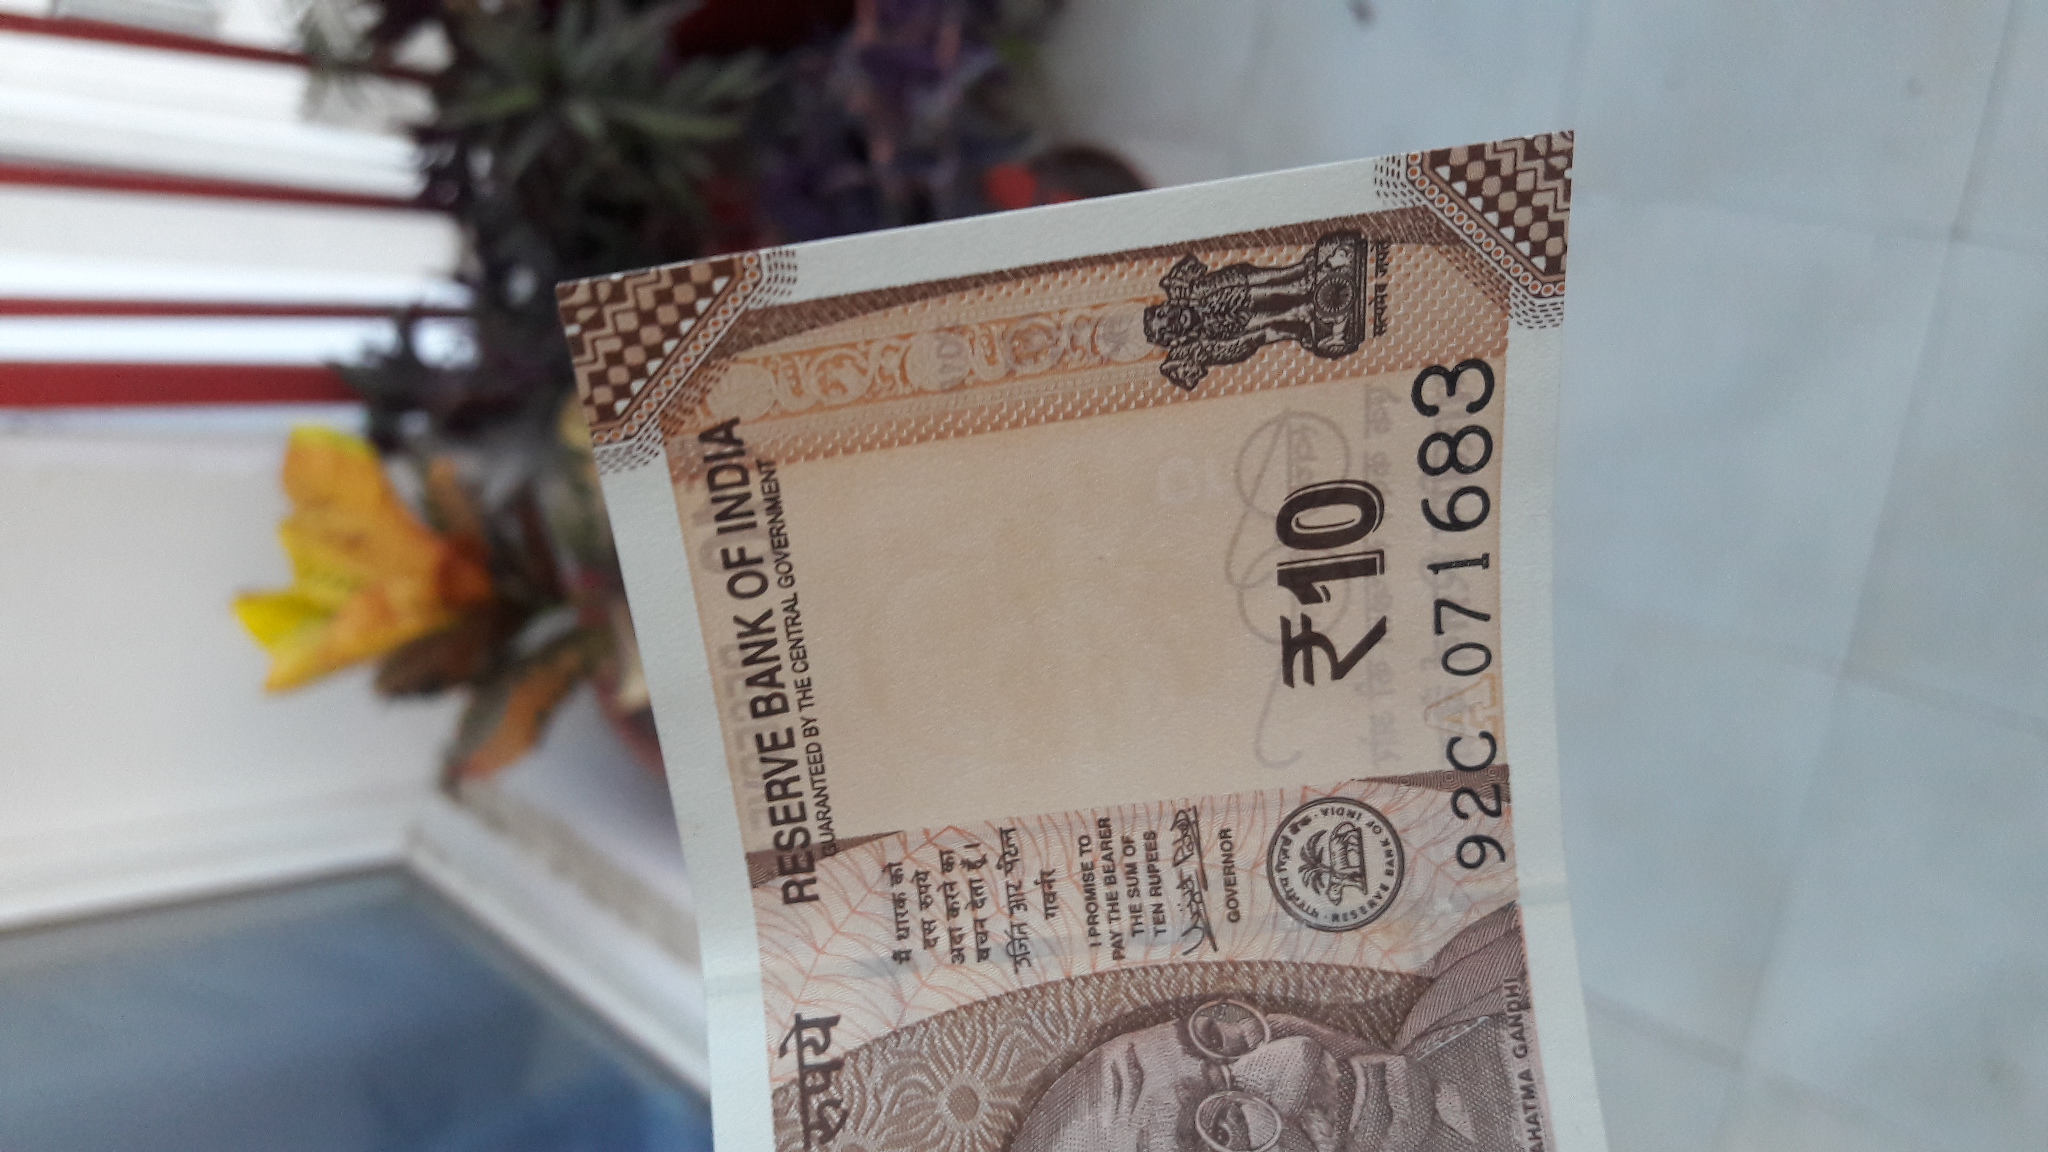 रुपये
RESERVE BANK OF INDIA
GUARANTEED BY THE CENTRAL GOVERNMENT
मैं धारक को
दस रुपये
अदा करने का
वचन देता हूँ।
उर्जित आर पटेल
गवर्नर
I PROMISE TO
PAY THE BEARER
THE SUM OF
TEN RUPEES
GOVERNOR
भारतीय रिज़र्व बैंक
RESERVE BANK OF INDIA
₹10
सत्यमेव जयते
92C 071683
AHATMA GANDHI